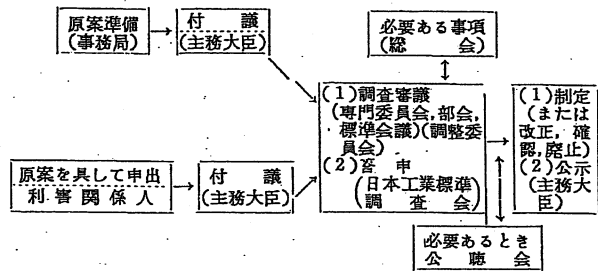 原案準備
(事務局)
付議
(主務大臣)
必要ある事項
(総会)
(1)調査審議
(専門委員会,部会,
標準会議)(調整委
員会)
(2)答申
(日本工業標準
調査会)
(1)制定
(または
改正,確
認,廃止)
(2)公示
(主務大
臣)
原案を具して申出
利害関係人
付議
(主務大臣)
必要あるとき
公聴会